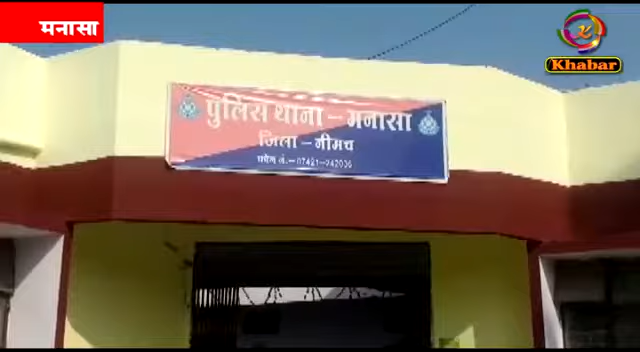 मनासा
K
Khabar
पुलिस थाना - मनासा
जिला - नीमच